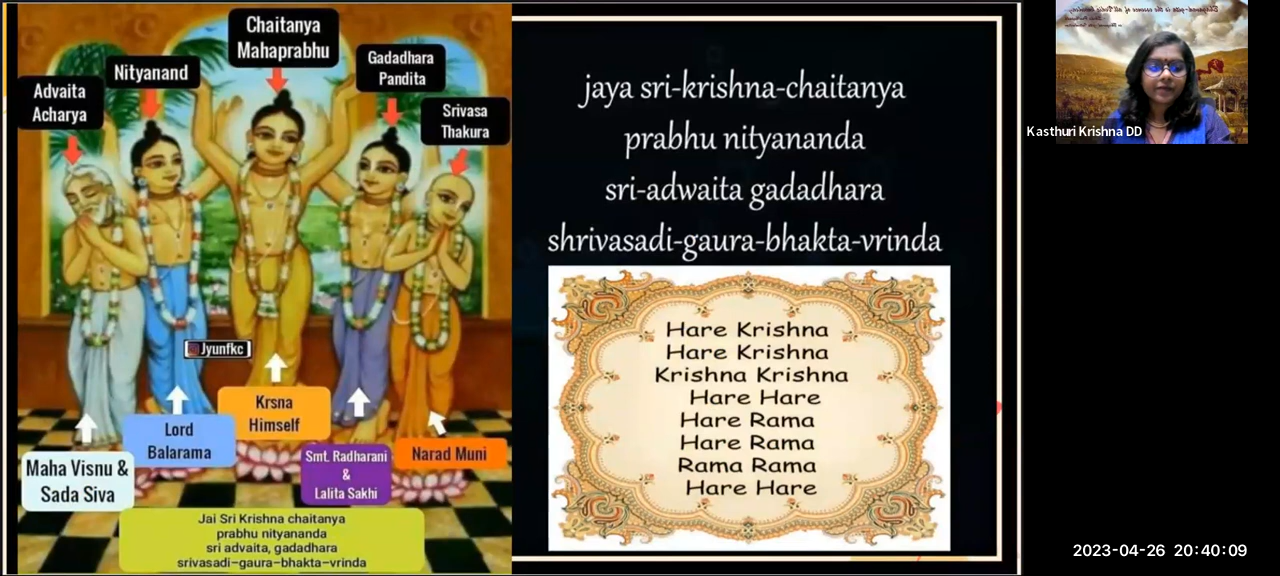 Chaitanya
Mahaprabhu
Nityanand
Gadadhara
Pandita
Advaita
Acharya
Srivasa
Thakura
Jyunfkc
Krsna
Himself
Lord
Balarama
Smt. Radharani
&
Lalita Sakhi
Narad Muni
Maha Visnu &
Sada Siva
Jai Sri Krishna chaitanya
prabhu nityananda
sri advaita, gadadhara
srivasadi-gaura-bhakta-vrinda
jaya sri-krishna-chaitanya
prabhu nityananda
sri-adwaita gadadhara
shrivasadi-gaura-bhakta-vrinda
Hare Krishna
Hare Krishna
Krishna Krishna
Hare Hare
Hare Rama
Hare Rama
Rama Rama
Hare Hare
Kasthuri Krishna DD
2023-04-26 20:40:09